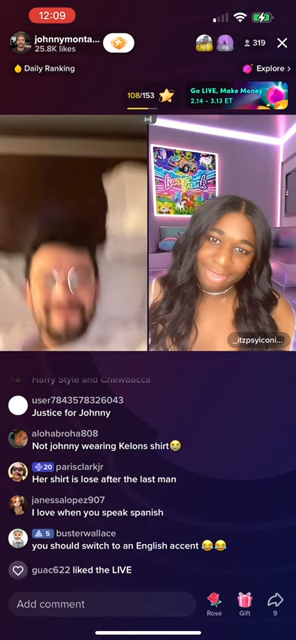 12:09
johnnymonta...
25.8K likes
319
Daily Ranking
Explore >
108/153
Go LIVE, Make Money
2.14 - 3.13 ET
_itzpsyiconi...
Harry Style and Chewbacca
user7843578326043
Justice for Johnny
alohabroha808
Not johnny wearing Kelons shirt😭
20 parisclarkjr
Her shirt is lose after the last man
janessalopez907
I love when you speak spanish
5 busterwallace
you should switch to an English accent 😂😂
guac622 liked the LIVE
Add comment
Rose
Gift
9